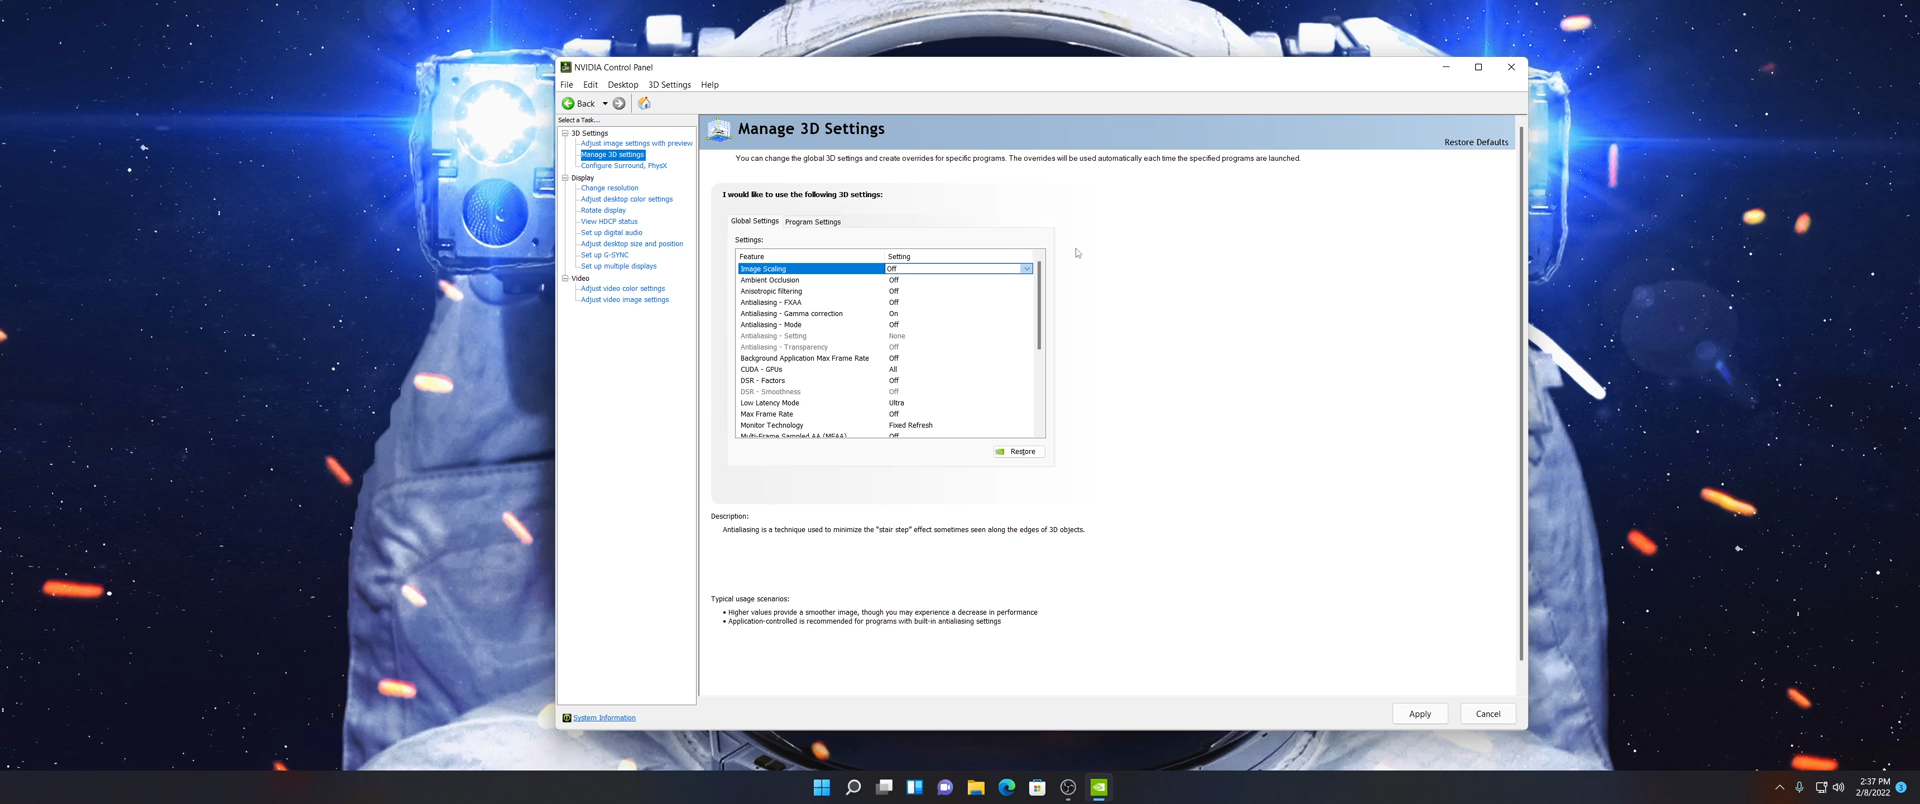 NVIDIA Control Panel
File Edit Desktop 3D Settings Help
Back
Select a Task...
3D Settings
Adjust image settings with preview
Manage 3D settings
Configure Surround, PhysX
Display
Change resolution
Adjust desktop color settings
Rotate display
View HDCP status
Set up digital audio
Adjust desktop size and position
Set up G-SYNC
Set up multiple displays
Video
Adjust video color settings
Adjust video image settings
System Information
Manage 3D Settings
Restore Defaults
You can change the global 3D settings and create overrides for specific programs. The overrides will be used automatically each time the specified programs are launched.
I would like to use the following 3D settings:
Global Settings Program Settings
Settings:
Feature Setting
Image Scaling Off
Ambient Occlusion Off
Anisotropic filtering Off
Antialiasing - FXAA Off
Antialiasing - Gamma correction On
Antialiasing - Mode Off
Antialiasing - Setting None
Antialiasing - Transparency Off
Background Application Max Frame Rate Off
CUDA - GPUs All
DSR - Factors Off
DSR - Smoothness Off
Low Latency Mode Ultra
Max Frame Rate Off
Monitor Technology Fixed Refresh
Multi-Frame Sampled AA (MFAA) Off
Restore
Description:
Antialiasing is a technique used to minimize the "stair step" effect sometimes seen along the edges of 3D objects.
Typical usage scenarios:
• Higher values provide a smoother image, though you may experience a decrease in performance
• Application-controlled is recommended for programs with built-in antialiasing settings
Apply Cancel
2:37 PM
2/8/2022
3